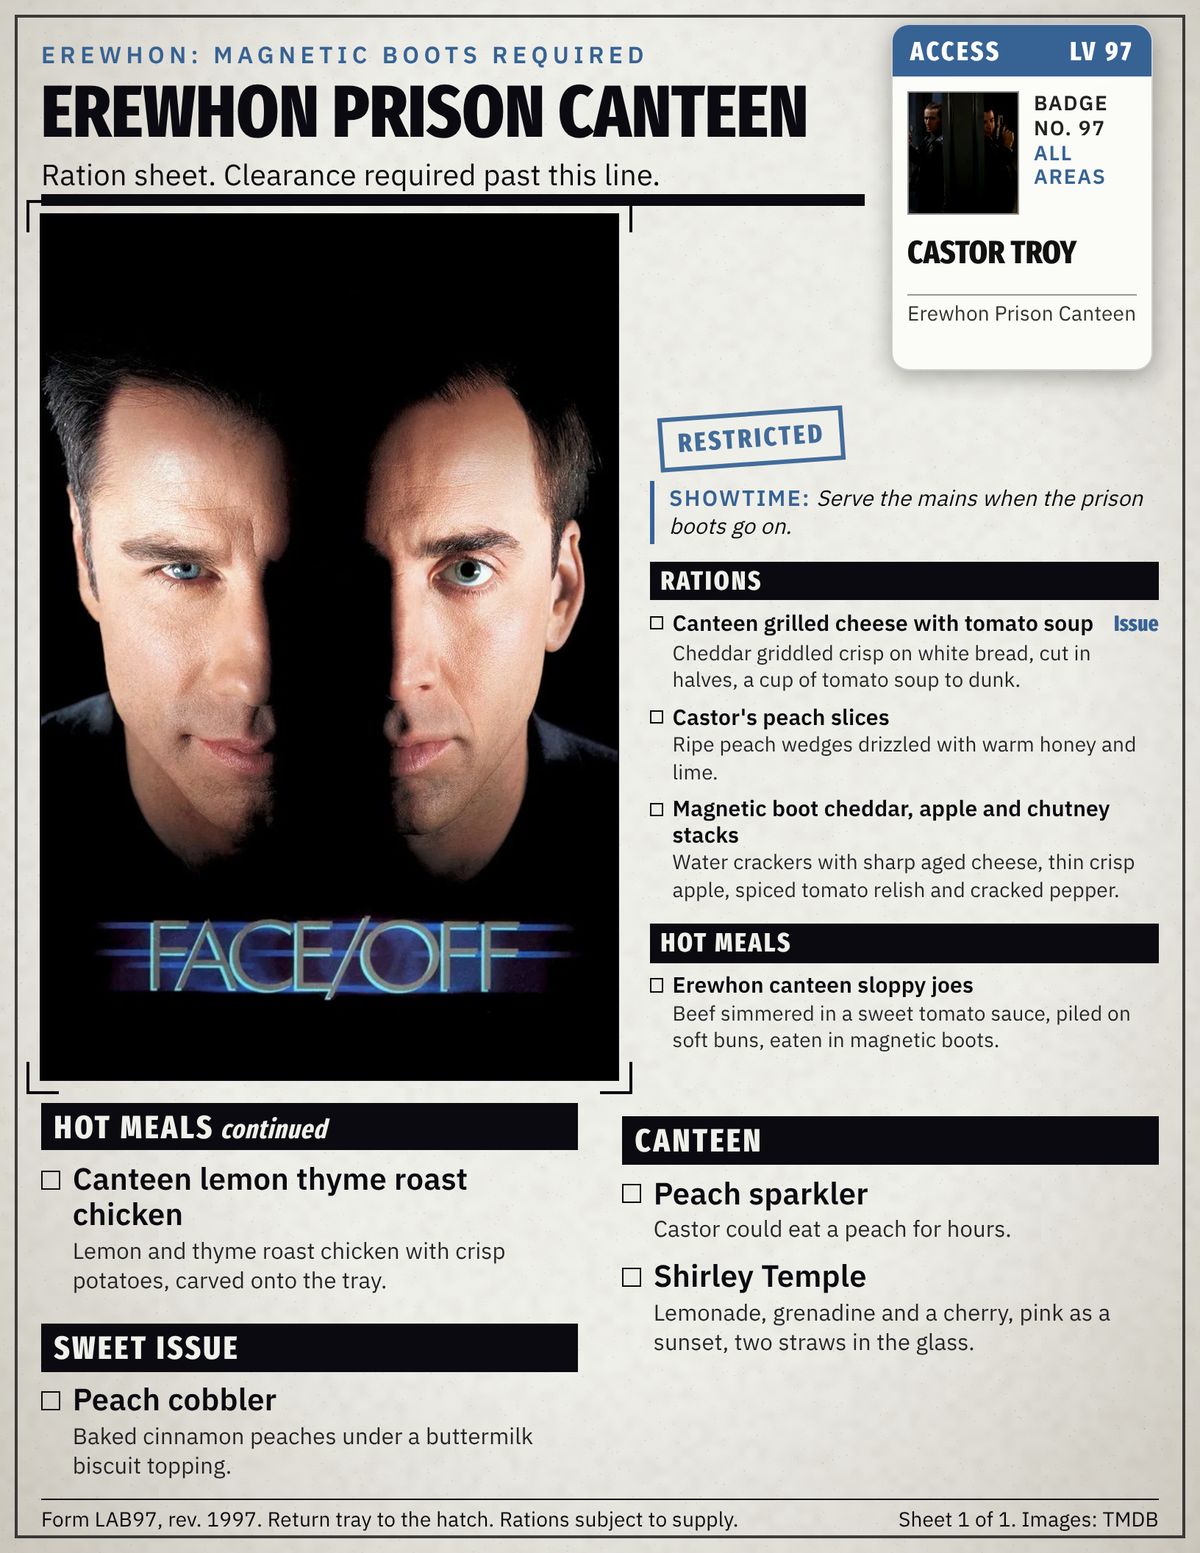 EREWHON: MAGNETIC BOOTS REQUIRED
EREWHON PRISON CANTEEN
Ration sheet. Clearance required past this line.
ACCESS LV 97
BADGE
NO. 97
ALL
AREAS
CASTOR TROY
Erewhon Prison Canteen
FACE/OFF
RESTRICTED
SHOWTIME: Serve the mains when the prison
boots go on.
RATIONS
Canteen grilled cheese with tomato soup Issue
Cheddar griddled crisp on white bread, cut in
halves, a cup of tomato soup to dunk.
Castor's peach slices
Ripe peach wedges drizzled with warm honey and
lime.
Magnetic boot cheddar, apple and chutney
stacks
Water crackers with sharp aged cheese, thin crisp
apple, spiced tomato relish and cracked pepper.
HOT MEALS
Erewhon canteen sloppy joes
Beef simmered in a sweet tomato sauce, piled on
soft buns, eaten in magnetic boots.
HOT MEALS continued
Canteen lemon thyme roast
chicken
Lemon and thyme roast chicken with crisp
potatoes, carved onto the tray.
SWEET ISSUE
Peach cobbler
Baked cinnamon peaches under a buttermilk
biscuit topping.
CANTEEN
Peach sparkler
Castor could eat a peach for hours.
Shirley Temple
Lemonade, grenadine and a cherry, pink as a
sunset, two straws in the glass.
Form LAB97, rev. 1997. Return tray to the hatch. Rations subject to supply.
Sheet 1 of 1. Images: TMDB